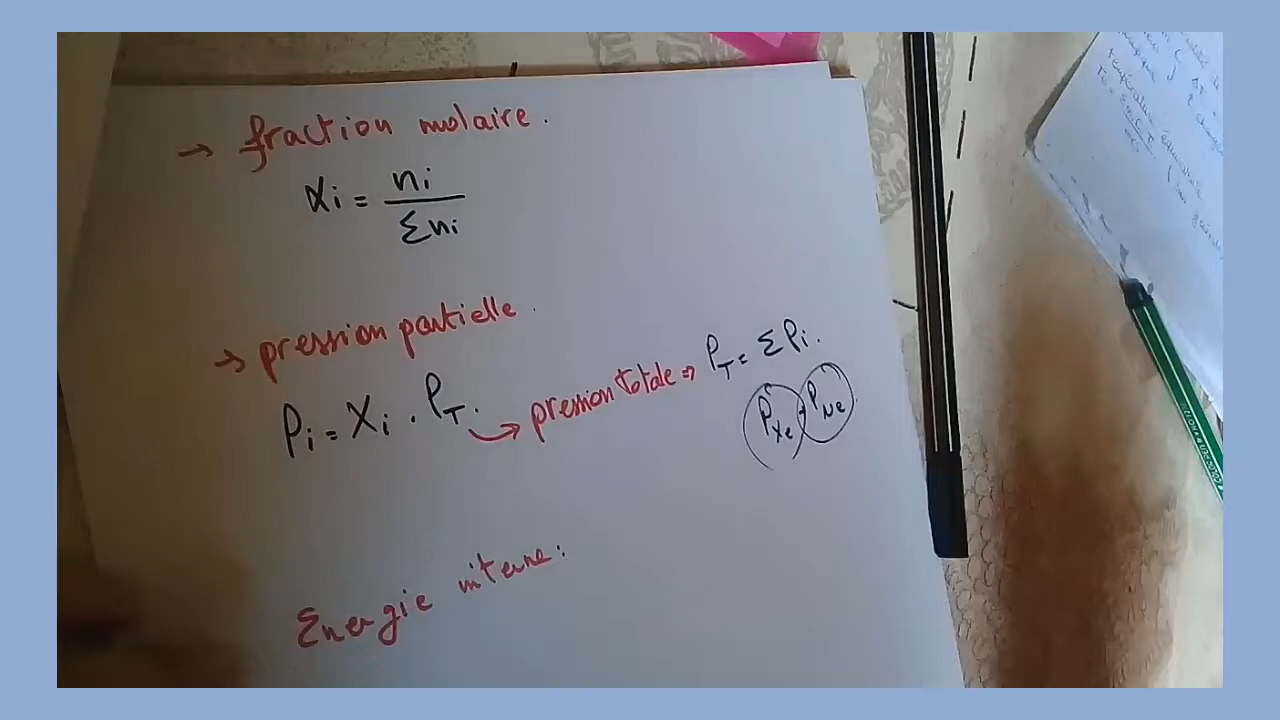 → fraction molaire.
xi = ni / Σni
→ pression partielle.
Pi = Xi . PT. → pression totale ⇒ PT = ΣPi.
PXe + PNe
Energie interne: